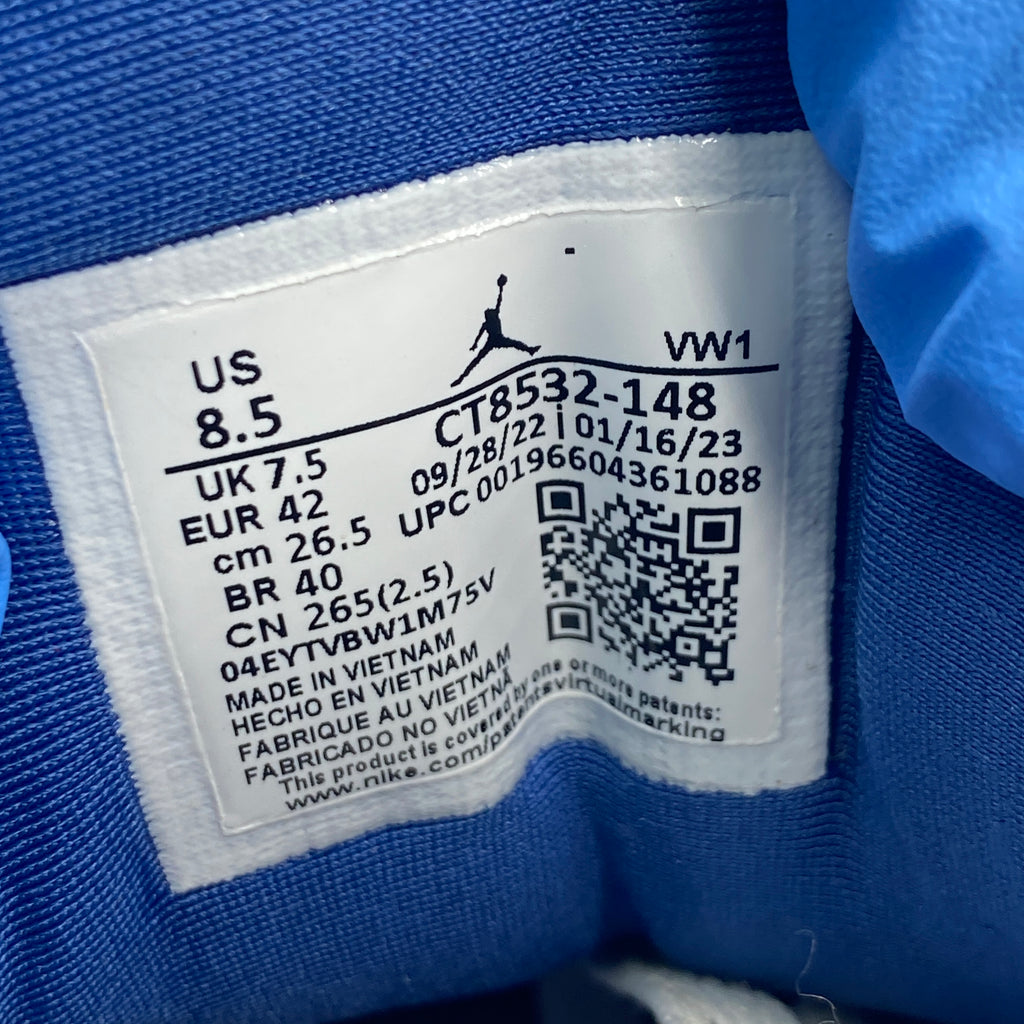 US
8.5
VW1
CT8532-148
09/28/22 | 01/16/23
UPC 00196604361088
UK 7.5
EUR 42
cm 26.5
BR 40
CN 265(2.5)
04EYTVBW1M75V
MADE IN VIETNAM
HECHO EN VIETNAM
FABRIQUE AU VIETNAM
FABRICADO NO VIETNÃ
This product is covered by one or more patents:
www.nike.com/patentsvirtualmarking